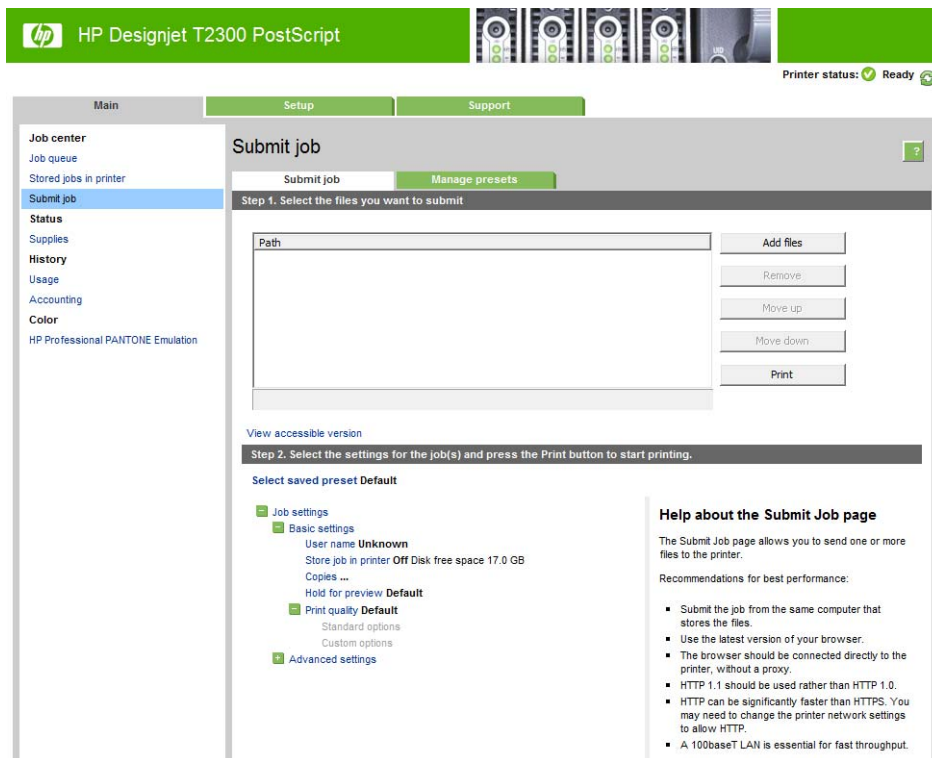 hp
HP Designjet T2300 PostScript
UID
Printer status: Ready
Main
Setup
Support
Job center
Job queue
Stored jobs in printer
Submit job
Status
Supplies
History
Usage
Accounting
Color
HP Professional PANTONE Emulation
Submit job
?
Submit job
Manage presets
Step 1. Select the files you want to submit
Path
Add files
Remove
Move up
Move down
Print
View accessible version
Step 2. Select the settings for the job(s) and press the Print button to start printing.
Select saved preset Default
Job settings
Basic settings
User name Unknown
Store job in printer Off Disk free space 17.0 GB
Copies ...
Hold for preview Default
Print quality Default
Standard options
Custom options
Advanced settings
Help about the Submit Job page
The Submit Job page allows you to send one or more
files to the printer.
Recommendations for best performance:
Submit the job from the same computer that
stores the files.
Use the latest version of your browser.
The browser should be connected directly to the
printer, without a proxy.
HTTP 1.1 should be used rather than HTTP 1.0.
HTTP can be significantly faster than HTTPS. You
may need to change the printer network settings
to allow HTTP.
A 100baseT LAN is essential for fast throughput.